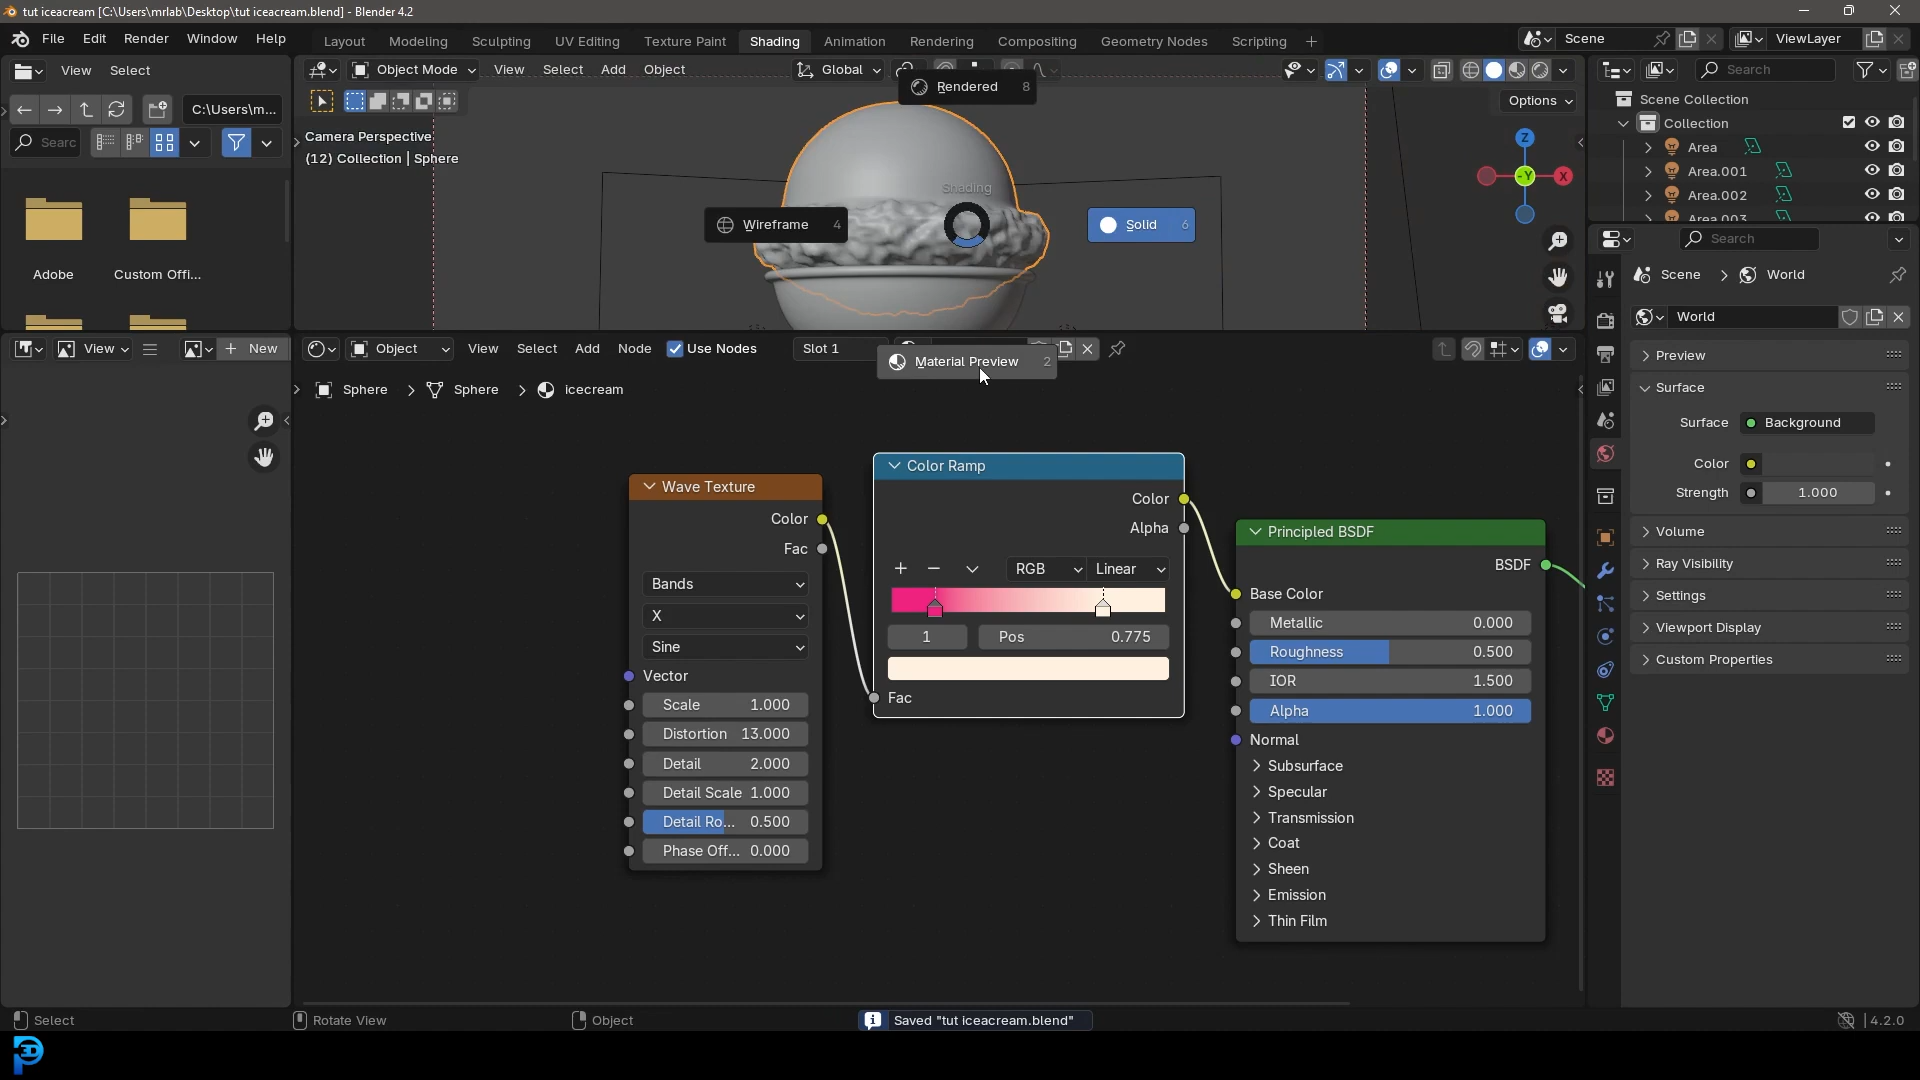 tut iceacream [C:\Users\mrlab\Desktop\tut iceacream.blend] - Blender 4.2
File Edit Render Window Help
Layout Modeling Sculpting UV Editing Texture Paint Shading Animation Rendering Compositing Geometry Nodes Scripting +
Scene
ViewLayer
View Select
C:\Users\m...
Searc
Adobe
Custom Offi...
Object Mode View Select Add Object
Global
Options
Camera Perspective
(12) Collection | Sphere
Rendered 8
Shading
Wireframe 4
Solid 6
Material Preview 2
Z
-Y
X
Search
Scene Collection
Collection
Area
Area.001
Area.002
Area.003
View
+ New
Object View Select Add Node Use Nodes
Slot 1
Sphere > Sphere > icecream
Wave Texture
Color
Fac
Bands
X
Sine
Vector
Scale 1.000
Distortion 13.000
Detail 2.000
Detail Scale 1.000
Detail Ro... 0.500
Phase Off... 0.000
Color Ramp
Color
Alpha
RGB Linear
1 Pos 0.775
Fac
Principled BSDF
BSDF
Base Color
Metallic 0.000
Roughness 0.500
IOR 1.500
Alpha 1.000
Normal
Subsurface
Specular
Transmission
Coat
Sheen
Emission
Thin Film
Search
Scene > World
World
Preview
Surface
Surface Background
Color
Strength 1.000
Volume
Ray Visibility
Settings
Viewport Display
Custom Properties
Select
Rotate View
Object
Saved "tut iceacream.blend"
4.2.0